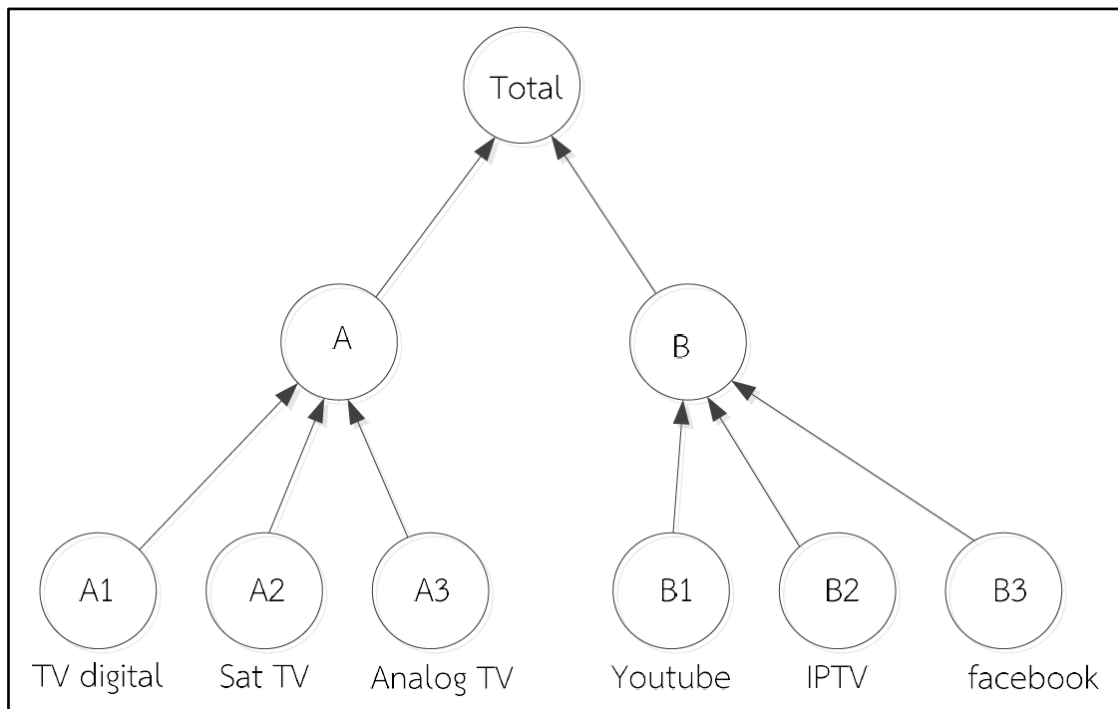 Total
A
B
A1
A2
A3
B1
B2
B3
TV digital
Sat TV
Analog TV
Youtube
IPTV
facebook